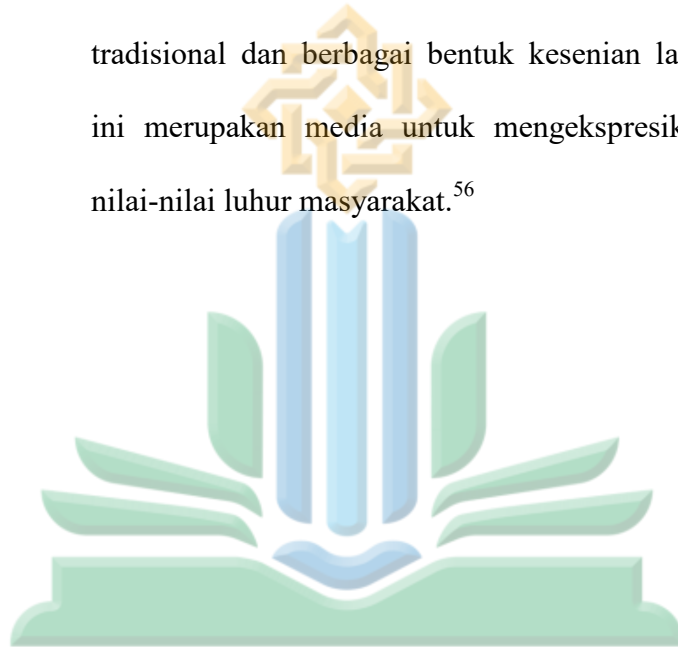 tradisional dan berbagai bentuk kesenian la
ini merupakan media untuk mengekspresik
nilai-nilai luhur masyarakat.56